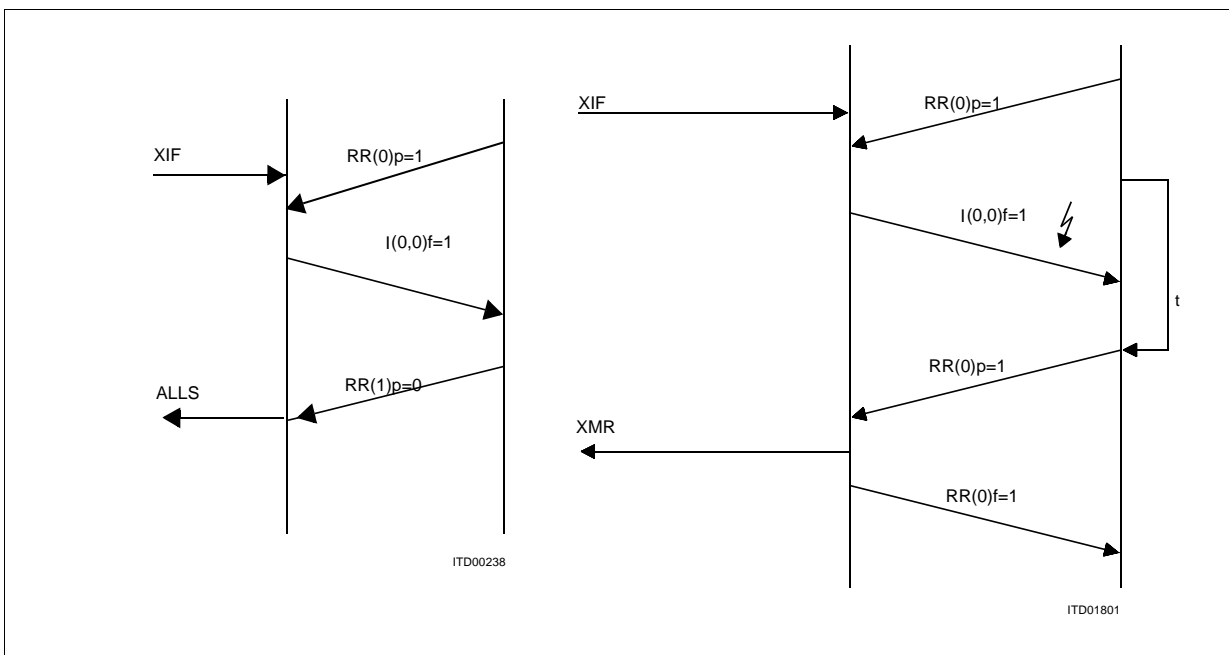 XIF
RR(0)p=1
I(0,0)f=1
ALLS
RR(1)p=0
ITD00238
XIF
RR(0)p=1
I(0,0)f=1
t
RR(0)p=1
XMR
RR(0)f=1
ITD01801